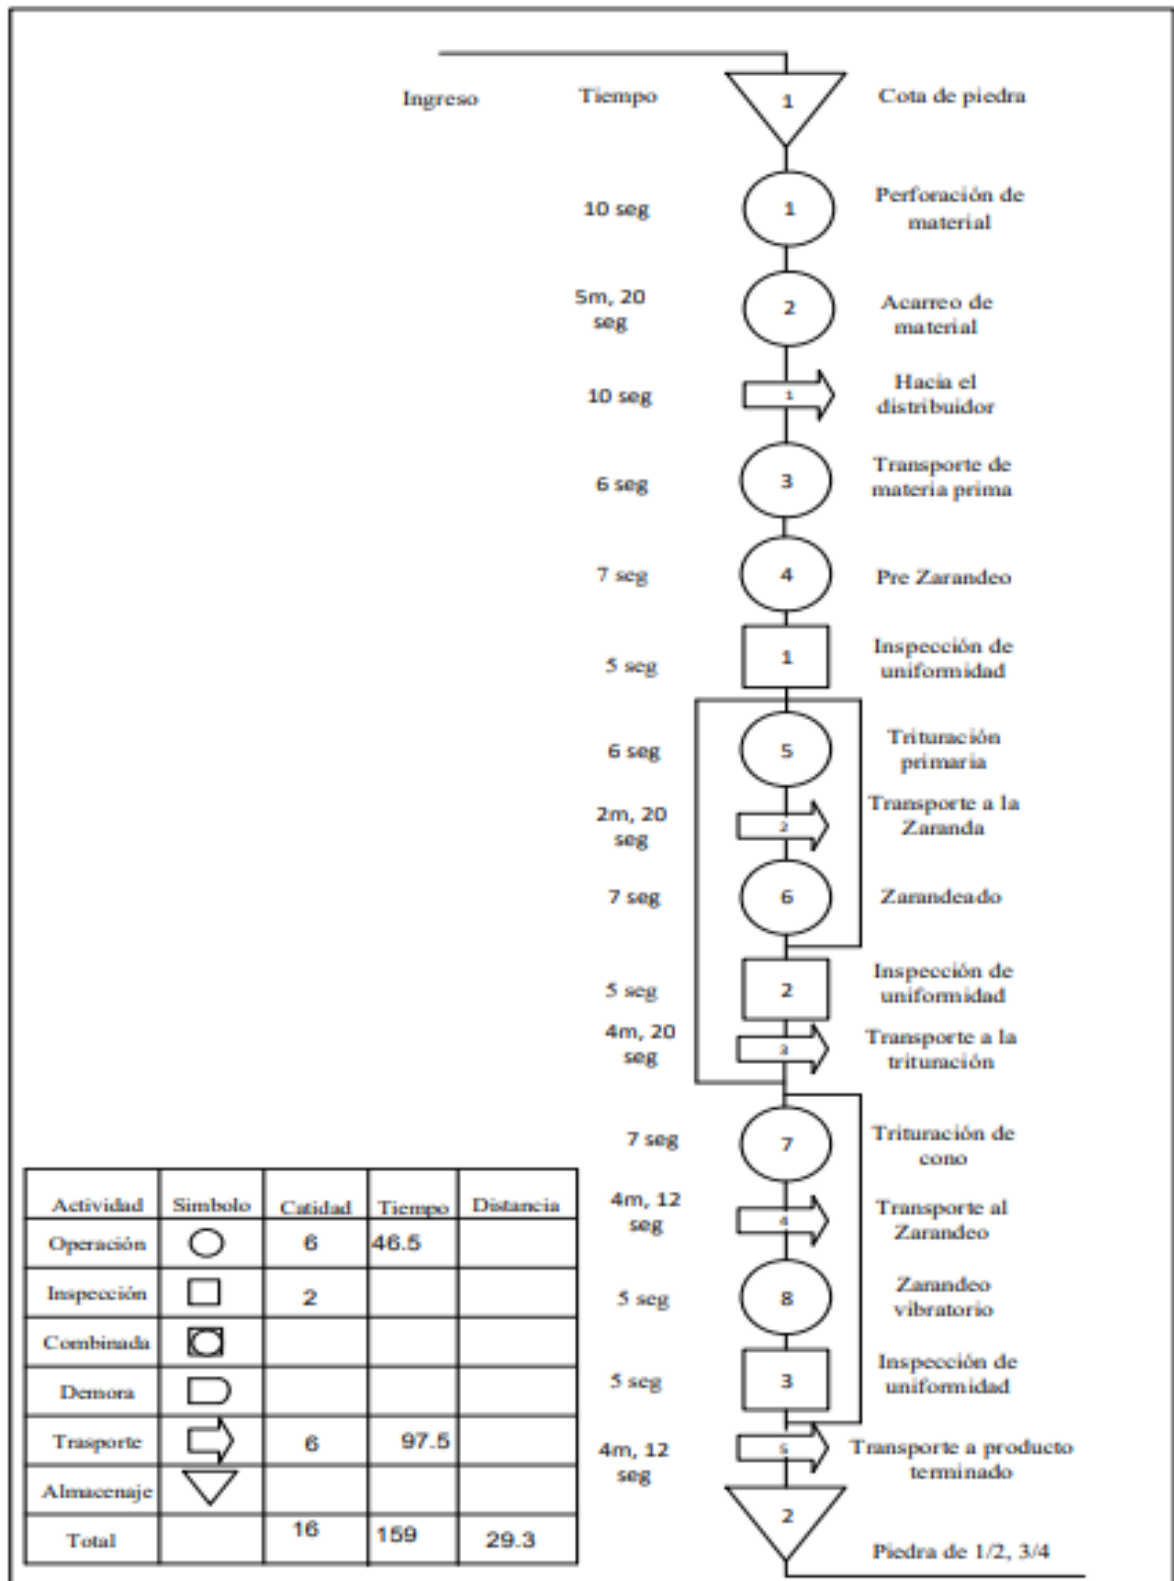 Ingreso Tiempo 1 Cota de piedra
10 seg 1 Perforación de
material
5m, 20
seg 2 Acarreo de
material
10 seg 1 Hacia el
distribuidor
6 seg 3 Transporte de
materia prima
7 seg 4 Pre Zarandeo
5 seg 1 Inspección de
uniformidad
6 seg 5 Trituración
primaria
2m, 20
seg 2 Transporte a la
Zaranda
7 seg 6 Zarandeado
5 seg 2 Inspección de
uniformidad
4m, 20
seg 3 Transporte a la
trituración
7 seg 7 Trituración de
cono
4m, 12
seg 4 Transporte al
Zarandeo
5 seg 8 Zarandeo
vibratorio
5 seg 3 Inspección de
uniformidad
4m, 12
seg 5 Transporte a producto
terminado
2
Piedra de 1/2, 3/4
Actividad Simbolo Catidad Tiempo Distancia
Operación 6 46.5
Inspección 2
Combinada
Demora
Trasporte 6 97.5
Almacenaje
Total 16 159 29.3